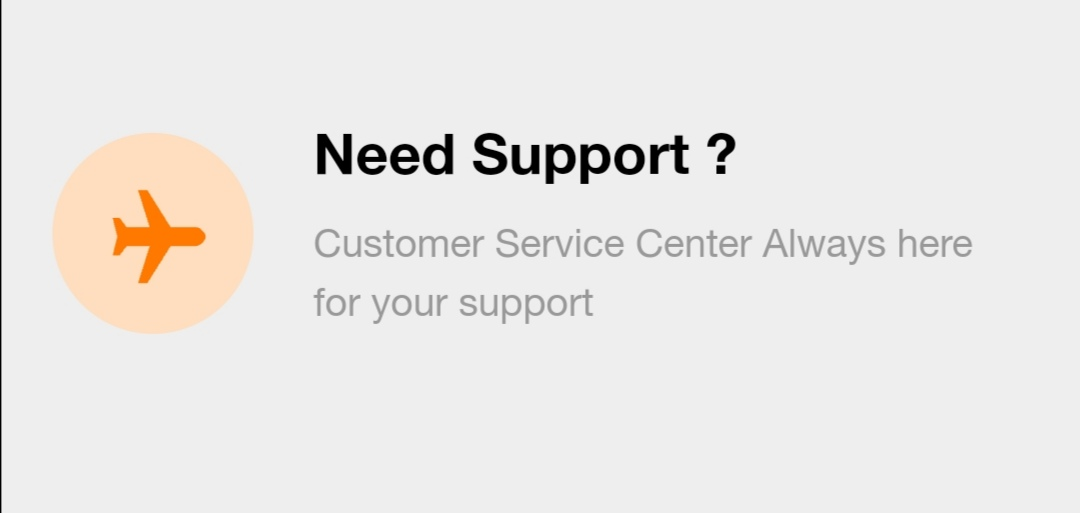 Need Support ?
Customer Service Center Always here
for your support